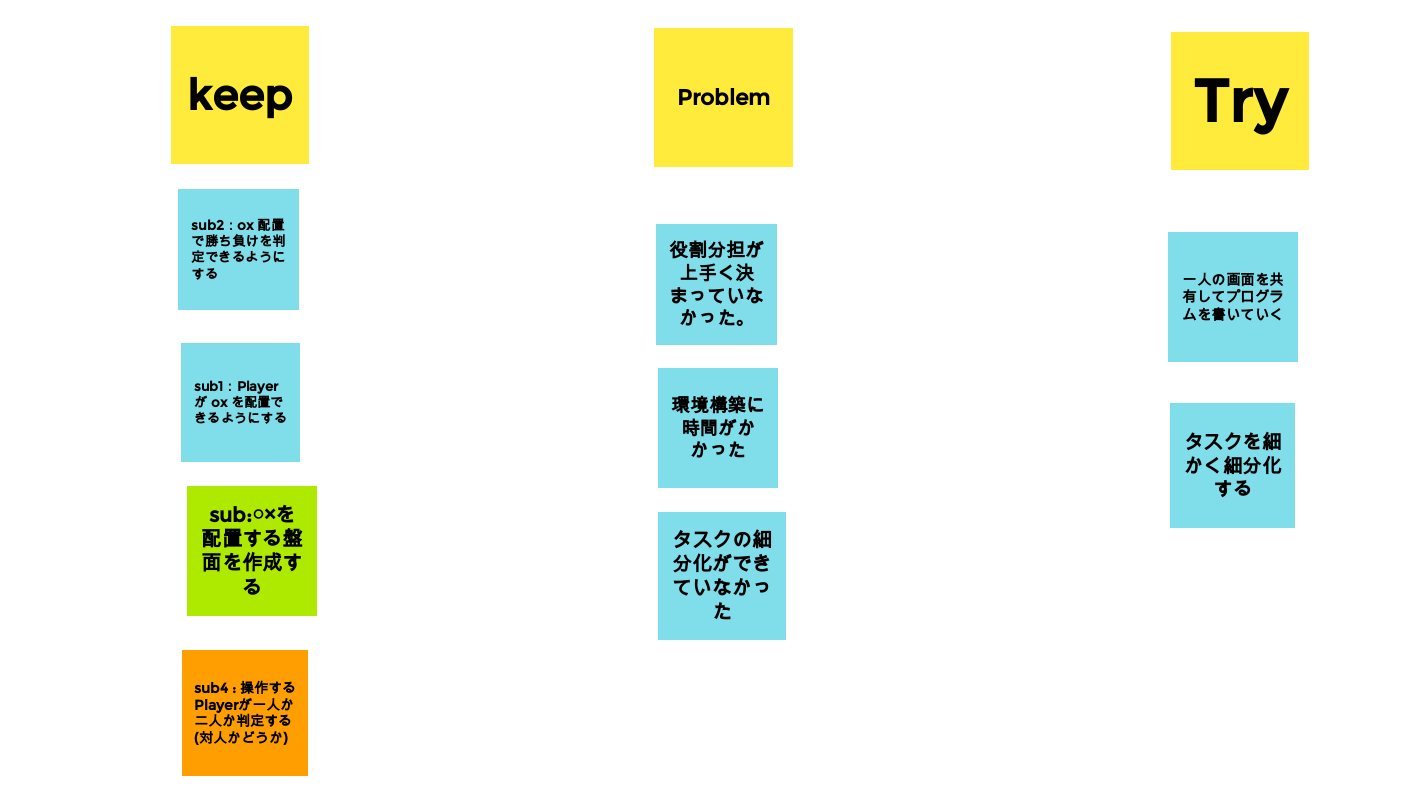 keep
sub2：ox 配置
で勝ち負けを判
定できるように
する
sub1：Player
が ox を配置で
きるようにする
sub:○×を
配置する盤
面を作成す
る
sub4 : 操作する
Playerが一人か
二人か判定する
(対人かどうか)
Problem
役割分担が
上手く決
まっていな
かった。
環境構築に
時間がか
かった
タスクの細
分化ができ
ていなかっ
た
Try
一人の画面を共
有してプログラ
ムを書いていく
タスクを細
かく細分化
する